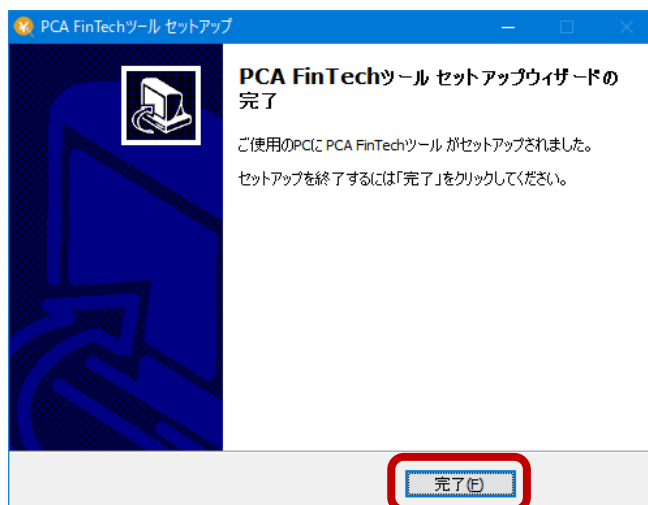 PCA FinTechツール セットアップ
PCA FinTechツール セットアップウィザードの
完了
ご使用のPCに PCA FinTechツール がセットアップされました。
セットアップを終了するには「完了」をクリックしてください。
完了(F)